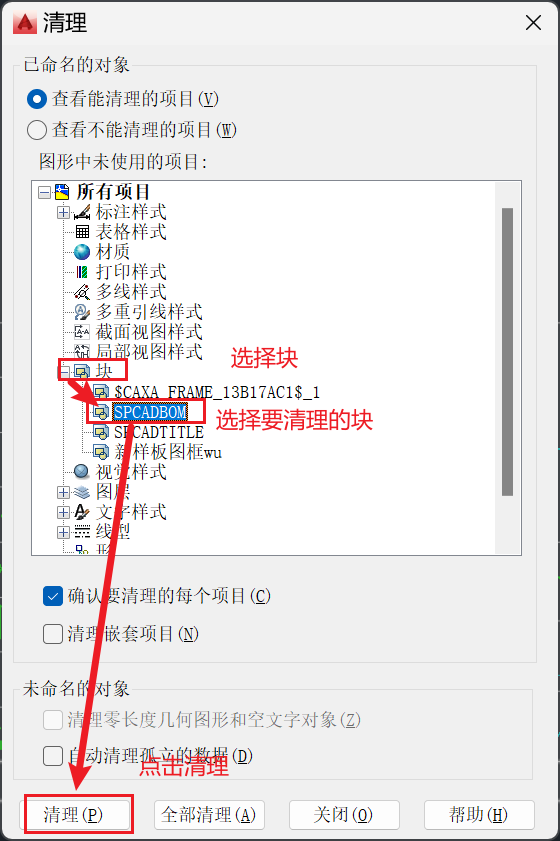 清理
已命名的对象
查看能清理的项目(V)
查看不能清理的项目(W)
图形中未使用的项目:
所有项目
标注样式
表格样式
材质
打印样式
多线样式
多重引线样式
截面视图样式
局部视图样式
选择块
块
$CAXA_FRAME_13B17AC1$_1
SPCADBOM
选择要清理的块
SPCADTITLE
新样板图框wu
视觉样式
图层
文字样式
线型
形
确认要清理的每个项目(C)
清理嵌套项目(N)
未命名的对象
清理零长度几何图形和空文字对象(Z)
自动清理孤立的数据(D)
点击清理
清理(P) 全部清理(A) 关闭(O) 帮助(H)